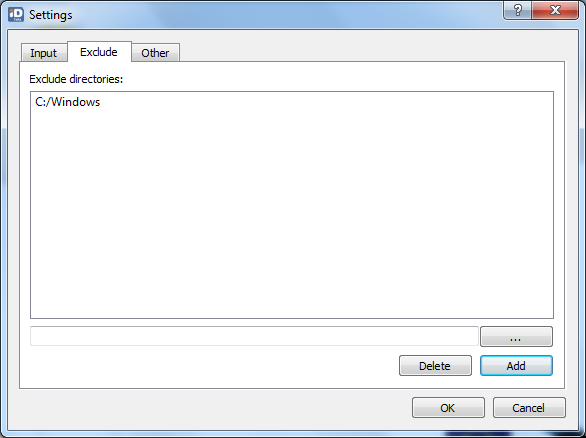 Settings
Input Exclude Other
Exclude directories:
C:/Windows
...
Delete Add
OK Cancel